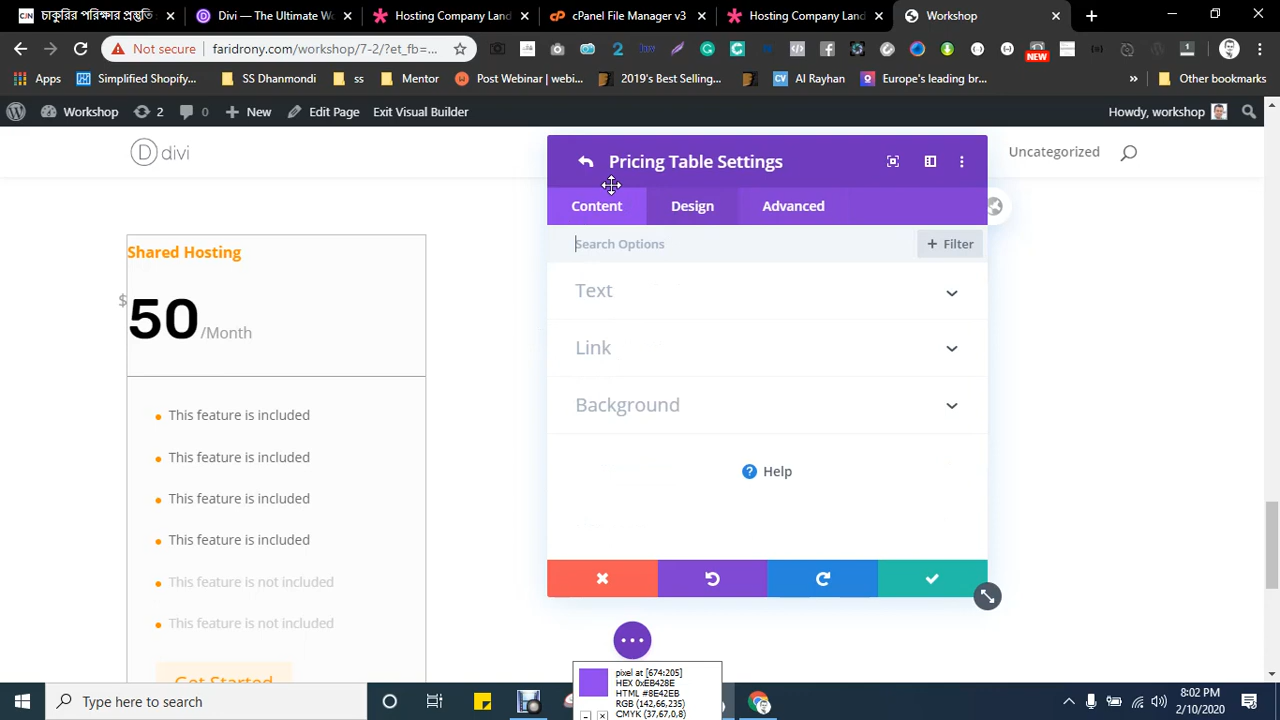 চাকুরির পরিক্ষার প্রস্তুতি
Divi — The Ultimate W
Hosting Company Land
cPanel File Manager v3
Hosting Company Land
Workshop
Not secure
faridrony.com/workshop/7-2/?et_fb=...
NEW
Apps
Simplified Shopify...
SS Dhanmondi
ss
Mentor
Post Webinar | webi...
2019's Best Selling...
CV
Al Rayhan
Europe's leading br...
»
Other bookmarks
Workshop
2
0
New
Edit Page
Exit Visual Builder
Howdy, workshop
D divi
Uncategorized
Pricing Table Settings
Content
Design
Advanced
Search Options
+ Filter
Text
Link
Background
? Help
Shared Hosting
$
50 /Month
This feature is included
This feature is included
This feature is included
This feature is included
This feature is not included
This feature is not included
Get Started
pixel at [674:205]
HEX 0xEB428E
HTML #8E42EB
RGB (142,66,235)
CMYK (37,67,0,8)
Type here to search
8:02 PM
2/10/2020